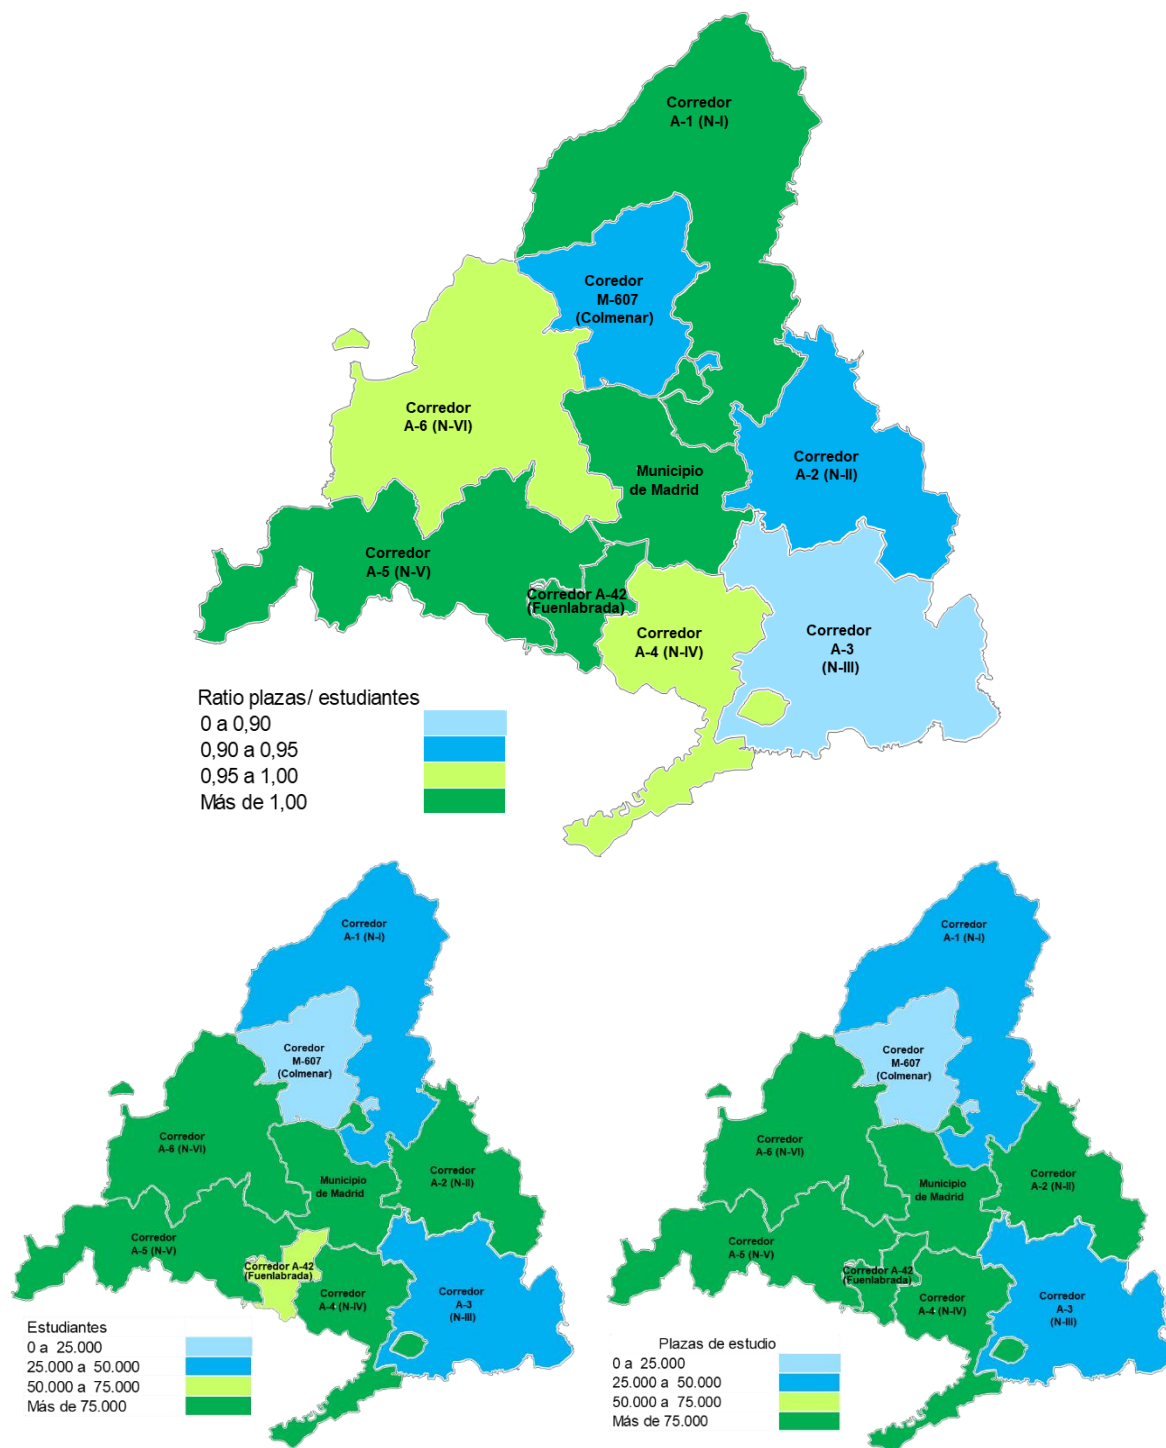 Corredor
A-1 (N-I)
Coredor
M-607
(Colmenar)
Corredor
A-6 (N-VI)
Corredor
A-2 (N-II)
Municipio
de Madrid
Corredor
A-5 (N-V)
Corredor A-42
(Fuenlabrada)
Corredor
A-4 (N-IV)
Corredor
A-3
(N-III)
Ratio plazas/ estudiantes
0 a 0,90
0,90 a 0,95
0,95 a 1,00
Más de 1,00
Corredor
A-1 (N-I)
Coredor
M-607
(Colmenar)
Corredor
A-6 (N-VI)
Corredor
A-2 (N-II)
Municipio
de Madrid
Corredor
A-5 (N-V)
Corredor A-42
(Fuenlabrada)
Corredor
A-4 (N-IV)
Corredor
A-3
(N-III)
Estudiantes
0 a 25.000
25.000 a 50.000
50.000 a 75.000
Más de 75.000
Corredor
A-1 (N-I)
Coredor
M-607
(Colmenar)
Corredor
A-6 (N-VI)
Corredor
A-2 (N-II)
Municipio
de Madrid
Corredor
A-5 (N-V)
Corredor A-42
(Fuenlabrada)
Corredor
A-4 (N-IV)
Corredor
A-3
(N-III)
Plazas de estudio
0 a 25.000
25.000 a 50.000
50.000 a 75.000
Más de 75.000